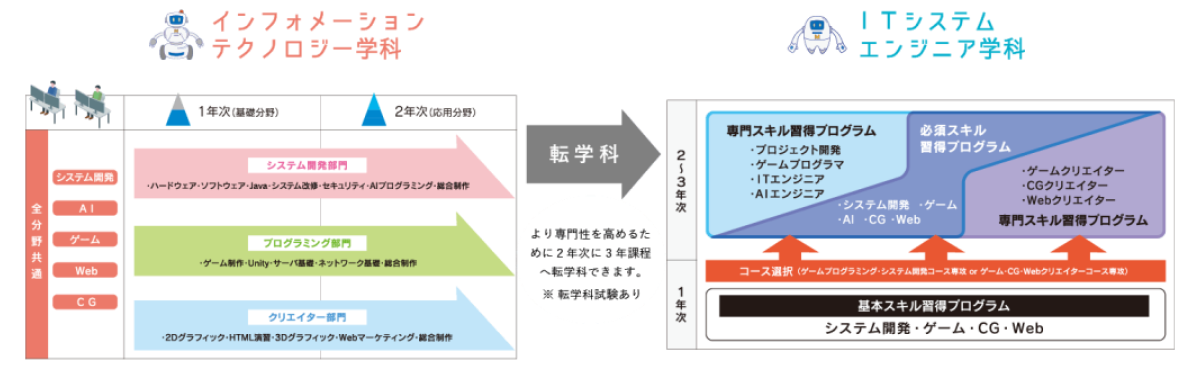 インフォメーション
テクノロジー学科
1年次(基礎分野)
2年次(応用分野)
全分野共通
システム開発
AI
ゲーム
Web
CG
システム開発部門
・ハードウェア・ソフトウェア・Java・システム改修・セキュリティ・AIプログラミング・総合制作
プログラミング部門
・ゲーム制作・Unity・サーバ基礎・ネットワーク基礎・総合制作
クリエイター部門
・2Dグラフィック・HTML演習・3Dグラフィック・Webマーケティング・総合制作
転学科
より専門性を高めるた
めに2年次に3年課程
へ転学科できます。
※ 転学科試験あり
ITシステム
エンジニア学科
2〜3年次
専門スキル習得プログラム
・プロジェクト開発
・ゲームプログラマ
・ITエンジニア
・AIエンジニア
必須スキル
習得プログラム
・システム開発 ・ゲーム
・AI ・CG ・Web
・ゲームクリエイター
・CGクリエイター
・Webクリエイター
専門スキル習得プログラム
コース選択(ゲームプログラミング・システム開発コース専攻 or ゲーム・CG・Webクリエイターコース専攻)
1年次
基本スキル習得プログラム
システム開発・ゲーム・CG・Web